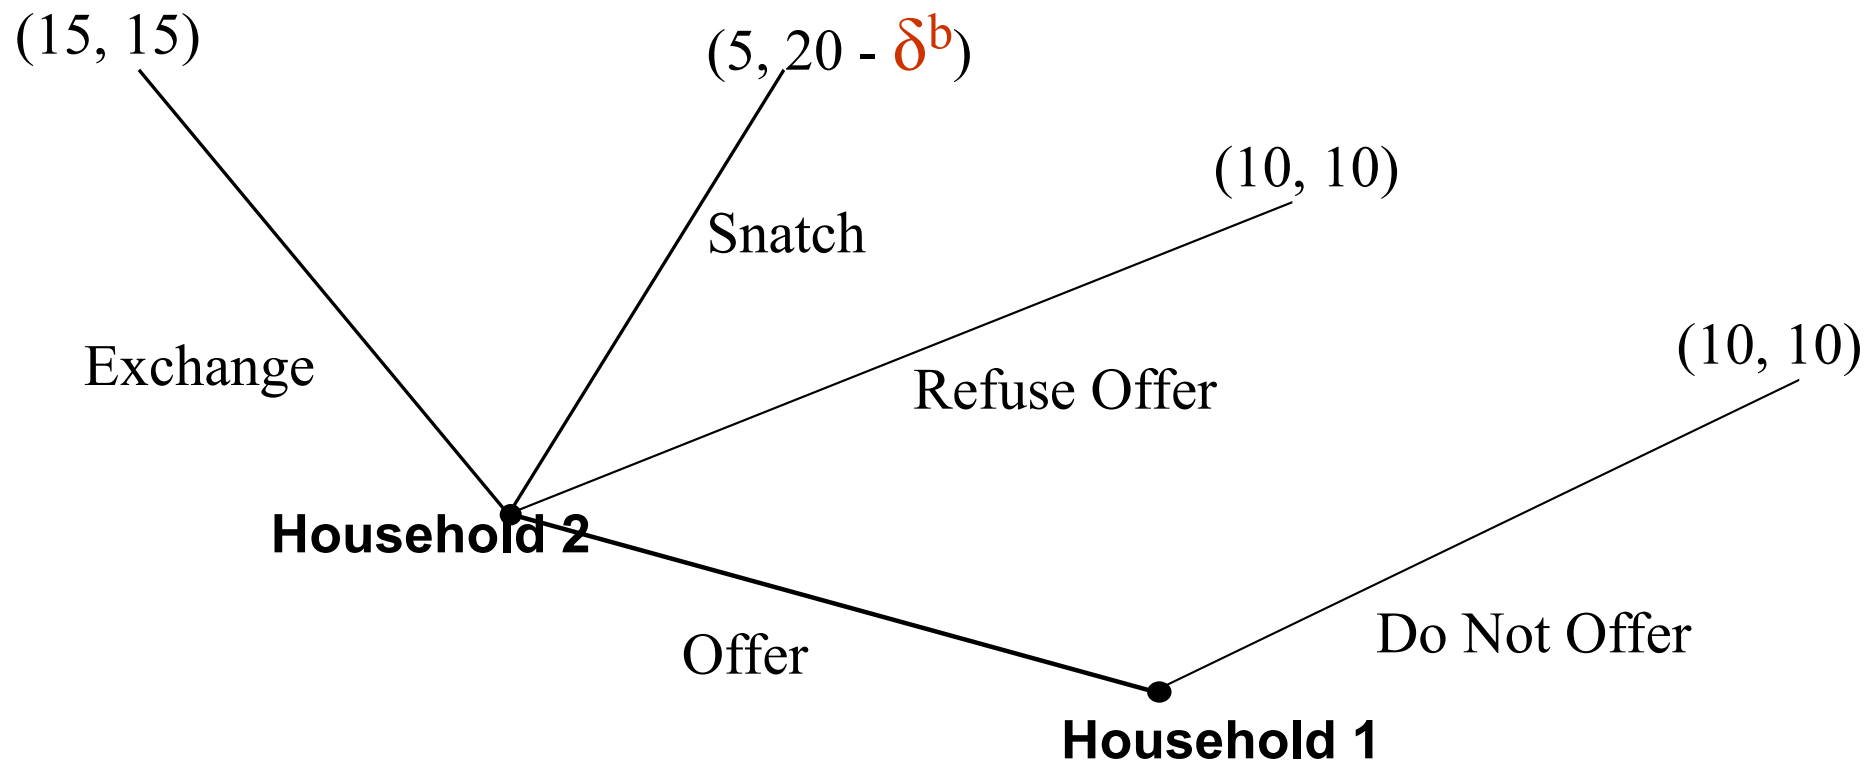 (15, 15)
(5, 20 - δᵇ)
(10, 10)
Snatch
(10, 10)
Exchange
Refuse Offer
Household 2
Do Not Offer
Offer
Household 1